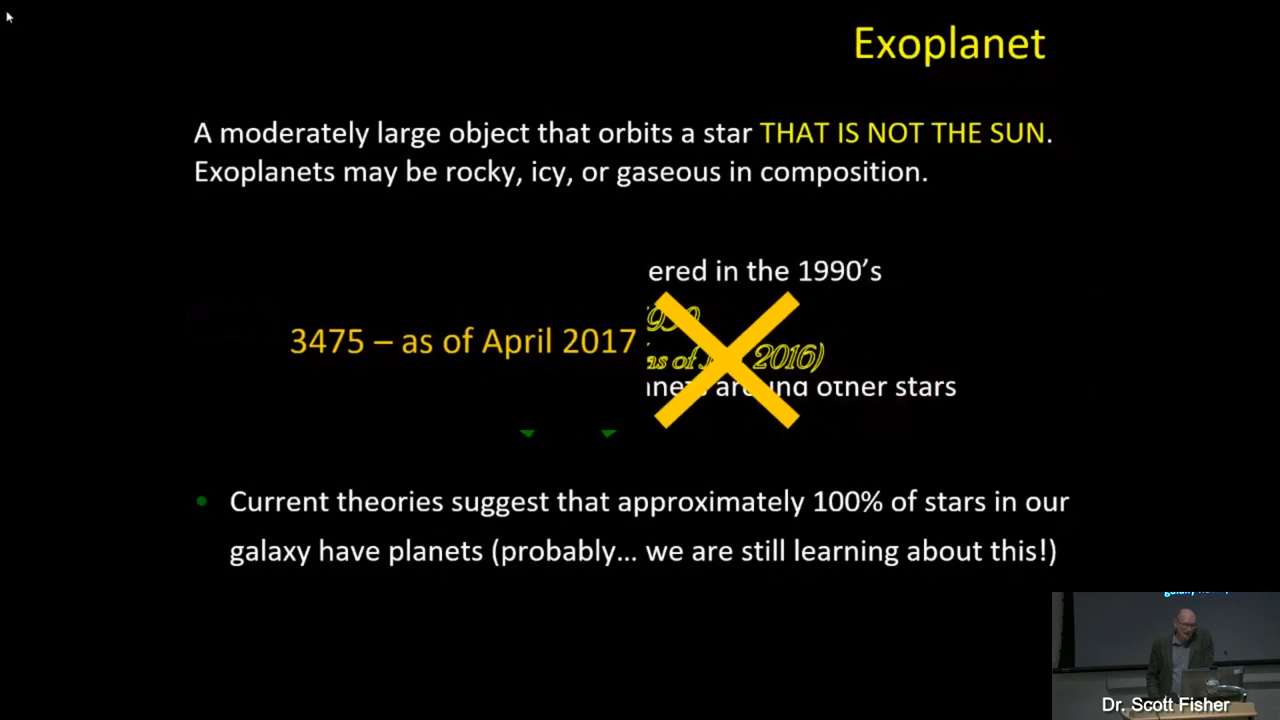 Exoplanet
A moderately large object that orbits a star THAT IS NOT THE SUN.
Exoplanets may be rocky, icy, or gaseous in composition.
ered in the 1990's
3475 – as of April 2017
as of 2016)
other stars
• Current theories suggest that approximately 100% of stars in our
galaxy have planets (probably... we are still learning about this!)
Dr. Scott Fisher